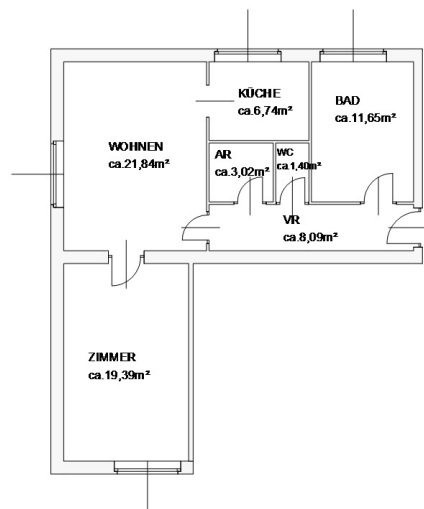 KÜCHE
ca.6,74m²
BAD
ca.11,65m²
WOHNEN
ca.21,84m²
AR
ca.3,02m²
WC
ca.1,40m²
VR
ca.8,09m²
ZIMMER
ca.19,39m²